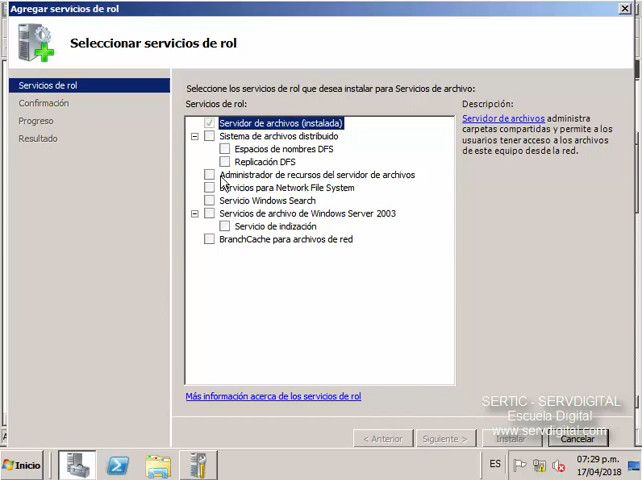 Agregar servicios de rol
Seleccionar servicios de rol
Servicios de rol
Confirmación
Progreso
Resultado
Seleccione los servicios de rol que desea instalar para Servicios de archivo:
Servicios de rol:
Servidor de archivos (instalada)
Sistema de archivos distribuido
Espacios de nombres DFS
Replicación DFS
Administrador de recursos del servidor de archivos
Servicios para Network File System
Servicio Windows Search
Servicios de archivo de Windows Server 2003
Servicio de indización
BranchCache para archivos de red
Descripción:
Servidor de archivos administra
carpetas compartidas y permite a los
usuarios tener acceso a los archivos
de este equipo desde la red.
Más información acerca de los servicios de rol
SERTIC - SERVDIGITAL
Escuela Digital
www.servdigital.com
< Anterior
Siguiente >
Instalar
Cancelar
Inicio
ES
07:29 p.m.
17/04/2018